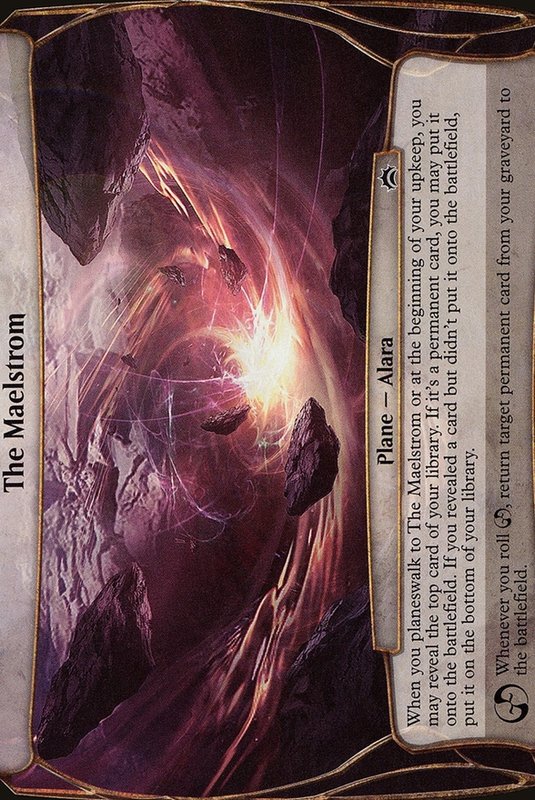 The Maelstrom
Plane — Alara
When you planeswalk to The Maelstrom or at the beginning of your upkeep, you
may reveal the top card of your library. If it's a permanent card, you may put it
onto the battlefield. If you revealed a card but didn't put it onto the battlefield,
put it on the bottom of your library.
Whenever you roll , return target permanent card from your graveyard to
the battlefield.